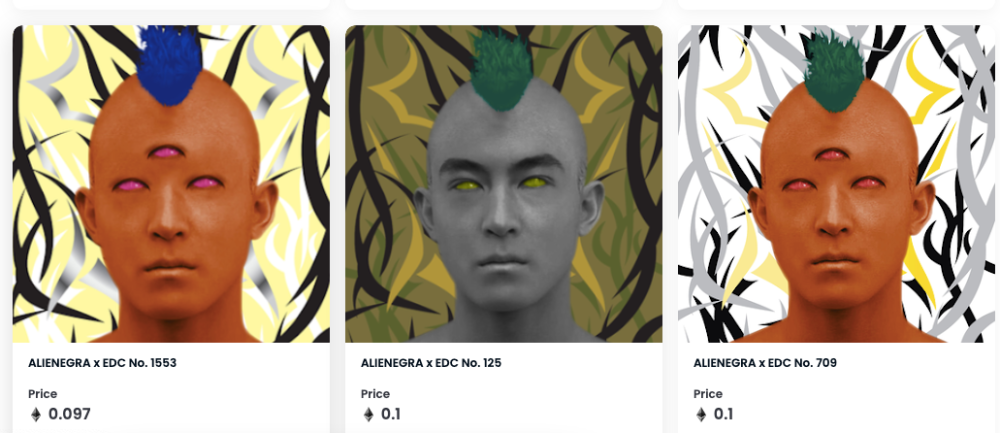 ALIENEGRA x EDC No. 1553
Price
0.097
ALIENEGRA x EDC No. 125
Price
0.1
ALIENEGRA x EDC No. 709
Price
0.1